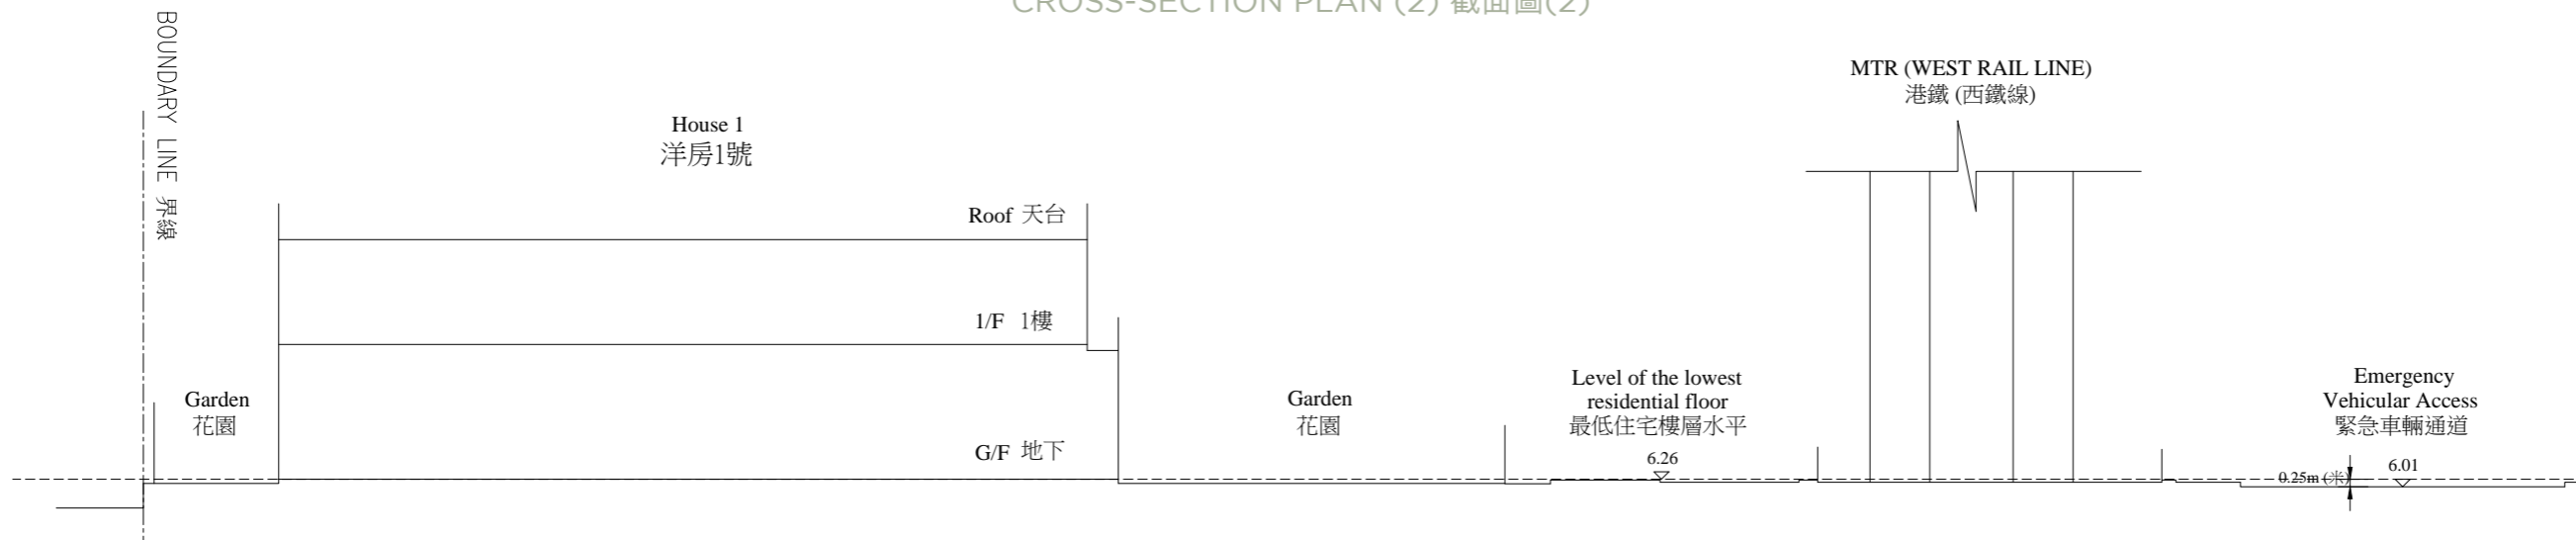 CROSS-SECTION PLAN (2) 截面圖(2)
BOUNDARY LINE 界線
MTR (WEST RAIL LINE)
港鐵 (西鐵線)
House 1
洋房1號
Roof 天台
1/F 1樓
Garden
花園
G/F 地下
Garden
花園
Level of the lowest
residential floor
最低住宅樓層水平
6.26
Emergency
Vehicular Access
緊急車輛通道
0.25m (米)
6.01